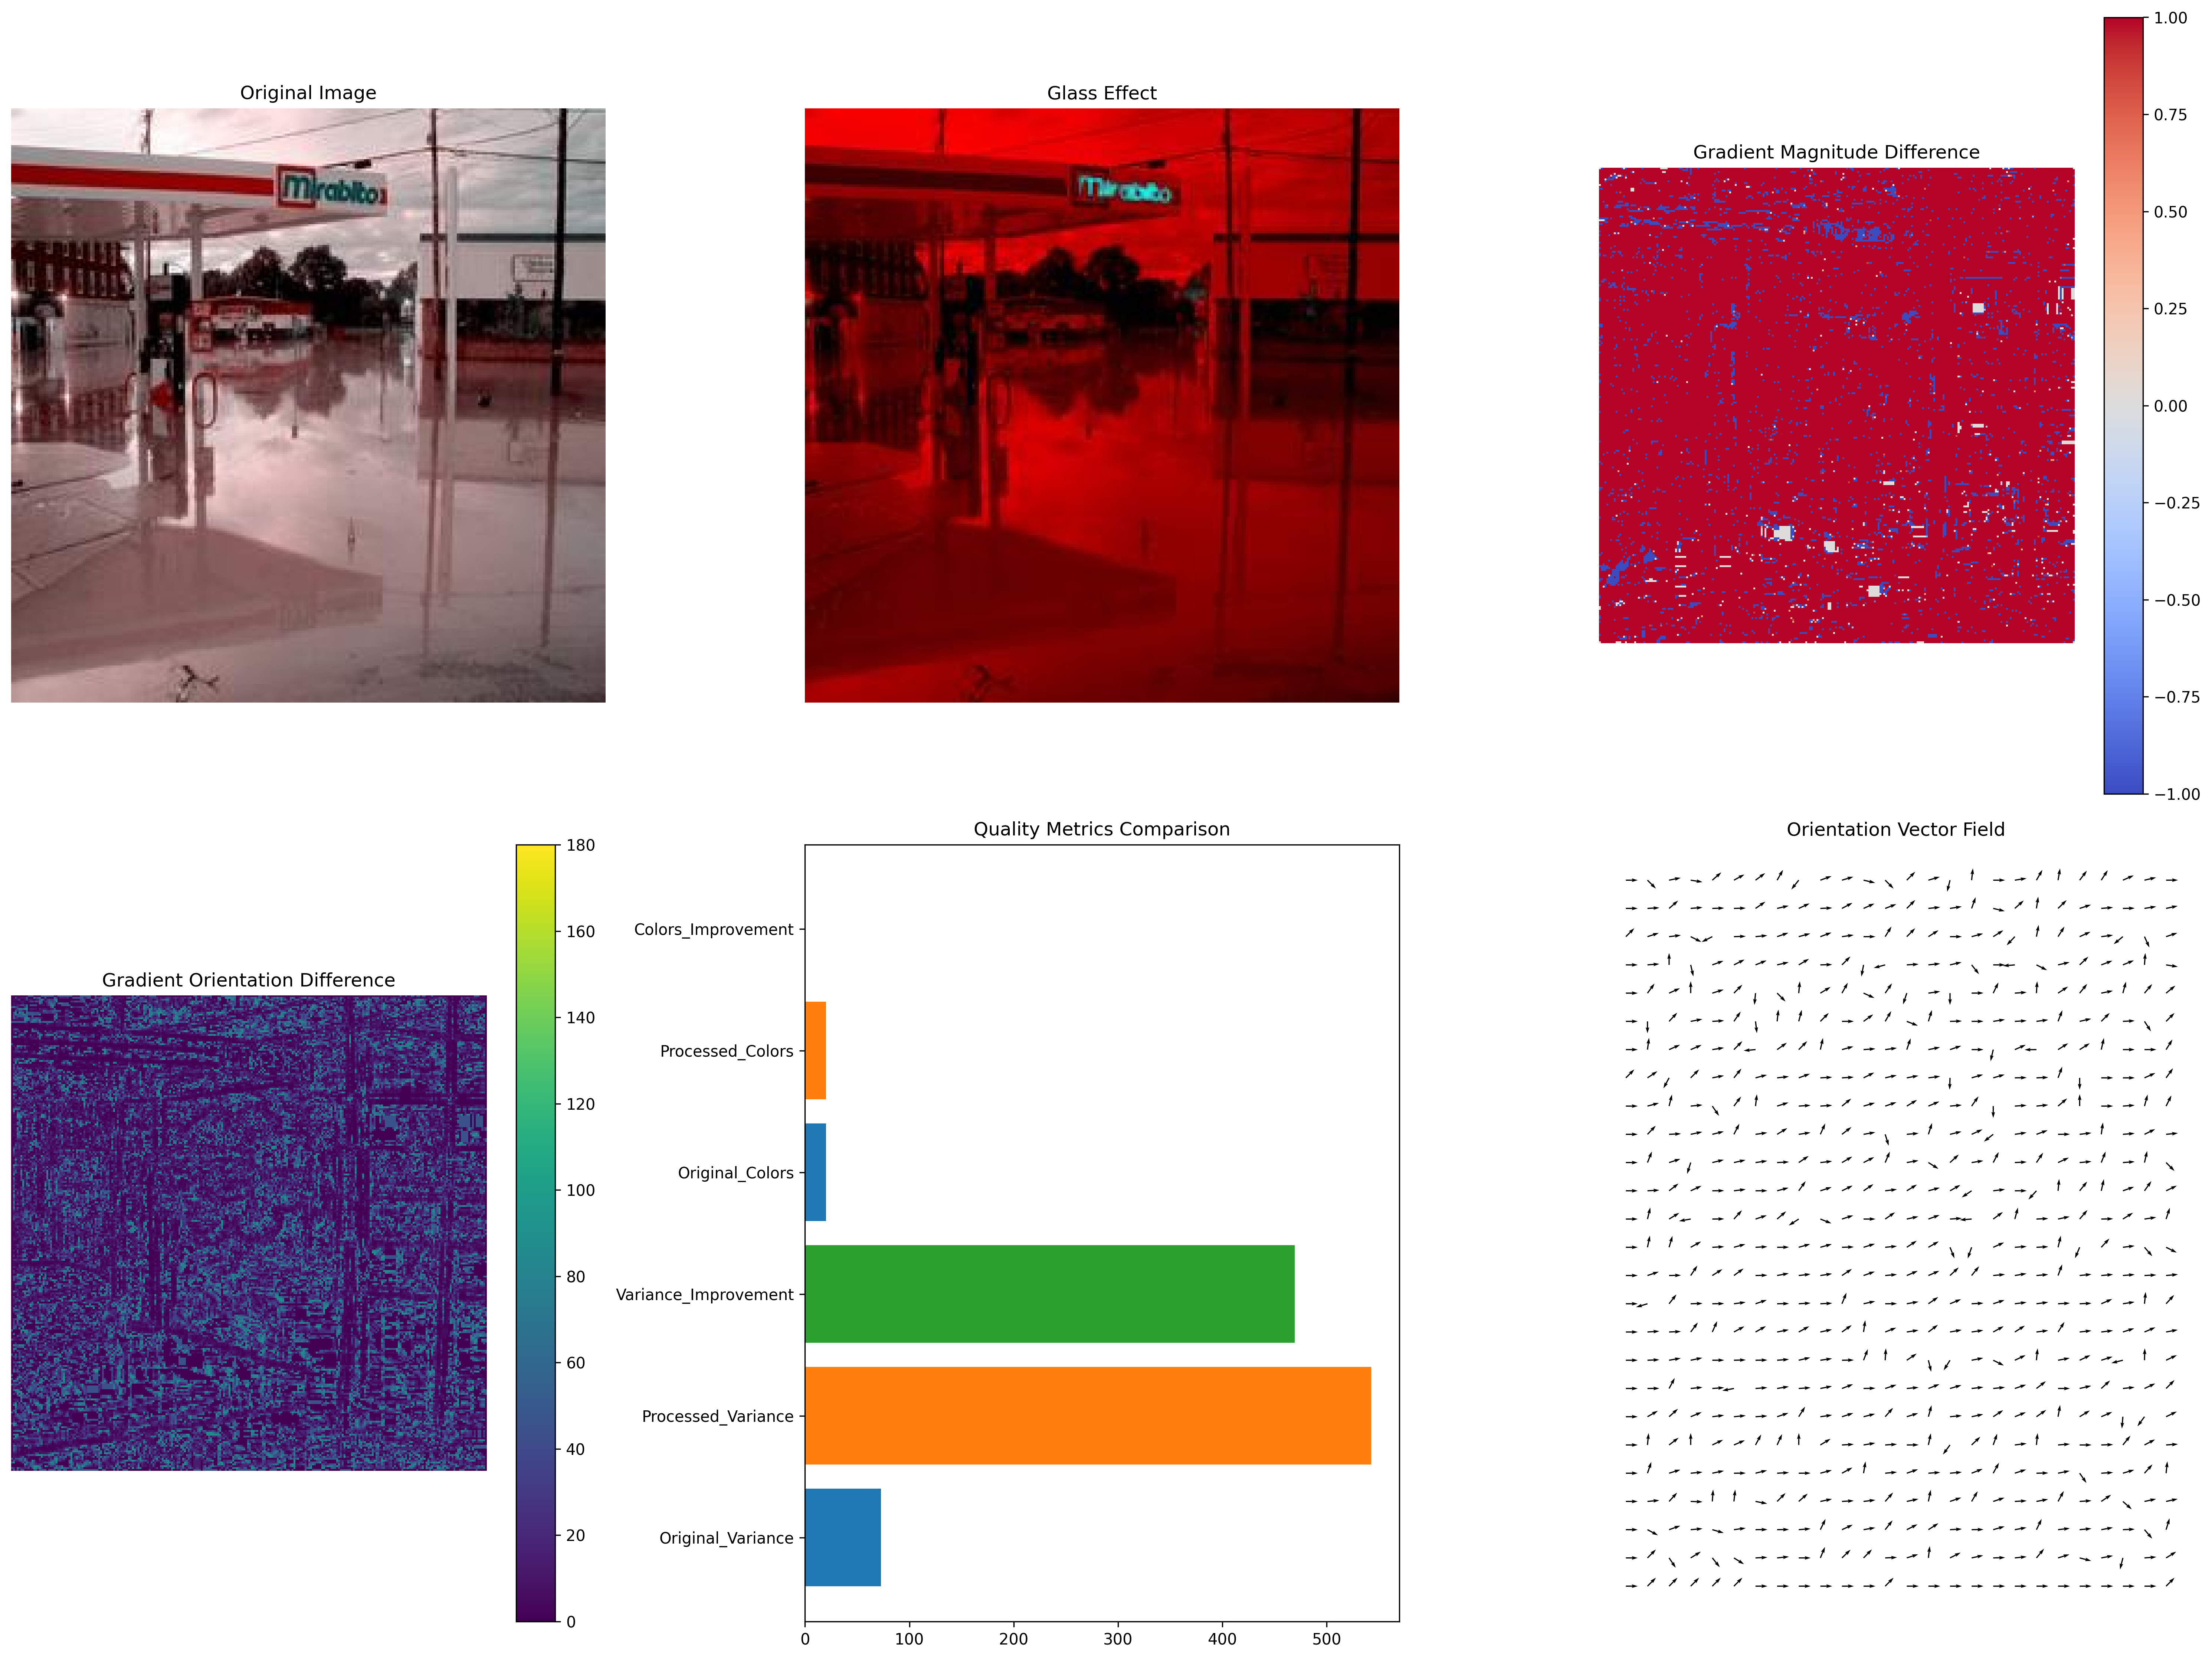 Original Image
Mirabito
Glass Effect
Mirabito
Gradient Magnitude Difference
1.00
0.75
0.50
0.25
0.00
−0.25
−0.50
−0.75
−1.00
Gradient Orientation Difference
180
160
140
120
100
80
60
40
20
0
Quality Metrics Comparison
Colors_Improvement
Processed_Colors
Original_Colors
Variance_Improvement
Processed_Variance
Original_Variance
0 100 200 300 400 500
Orientation Vector Field